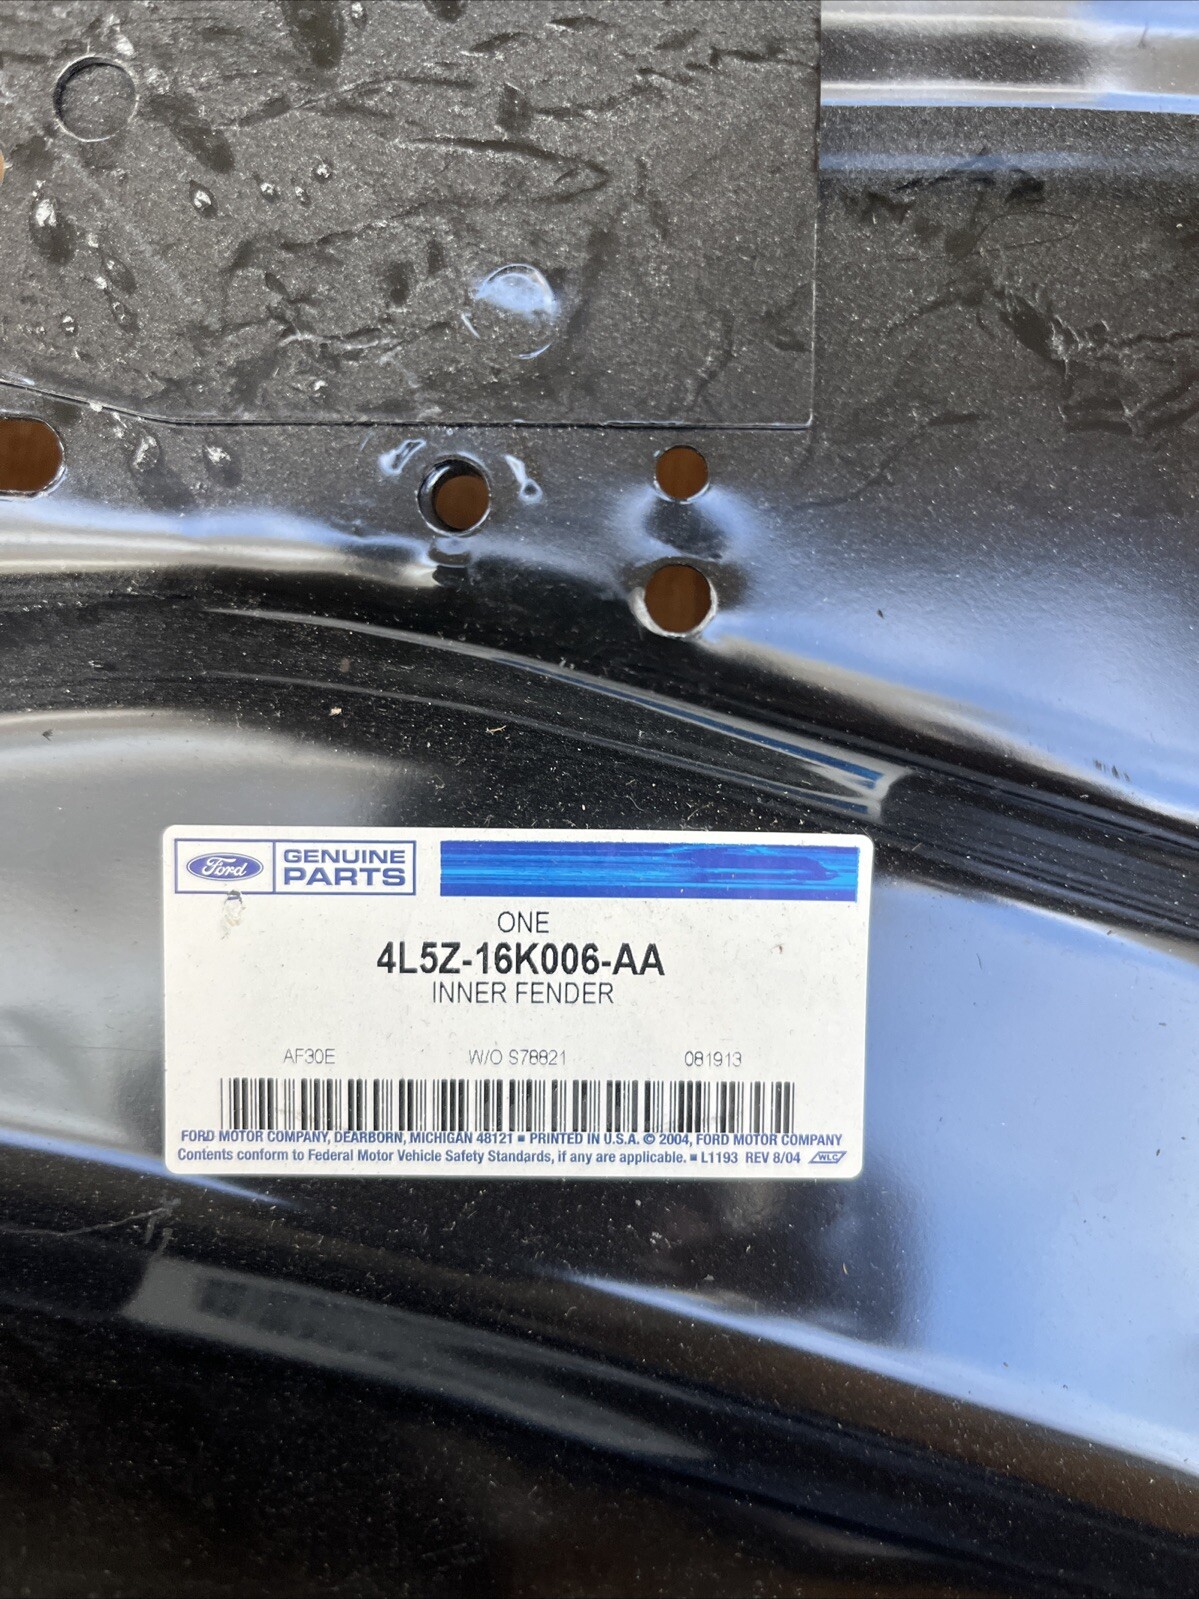 Ford
GENUINE
PARTS
ONE
4L5Z-16K006-AA
INNER FENDER
AF30E W/O S78821 081913
FORD MOTOR COMPANY, DEARBORN, MICHIGAN 48121 ▪ PRINTED IN U.S.A. © 2004, FORD MOTOR COMPANY
Contents conform to Federal Motor Vehicle Safety Standards, if any are applicable. ▪ L1193 REV 8/04 WLC